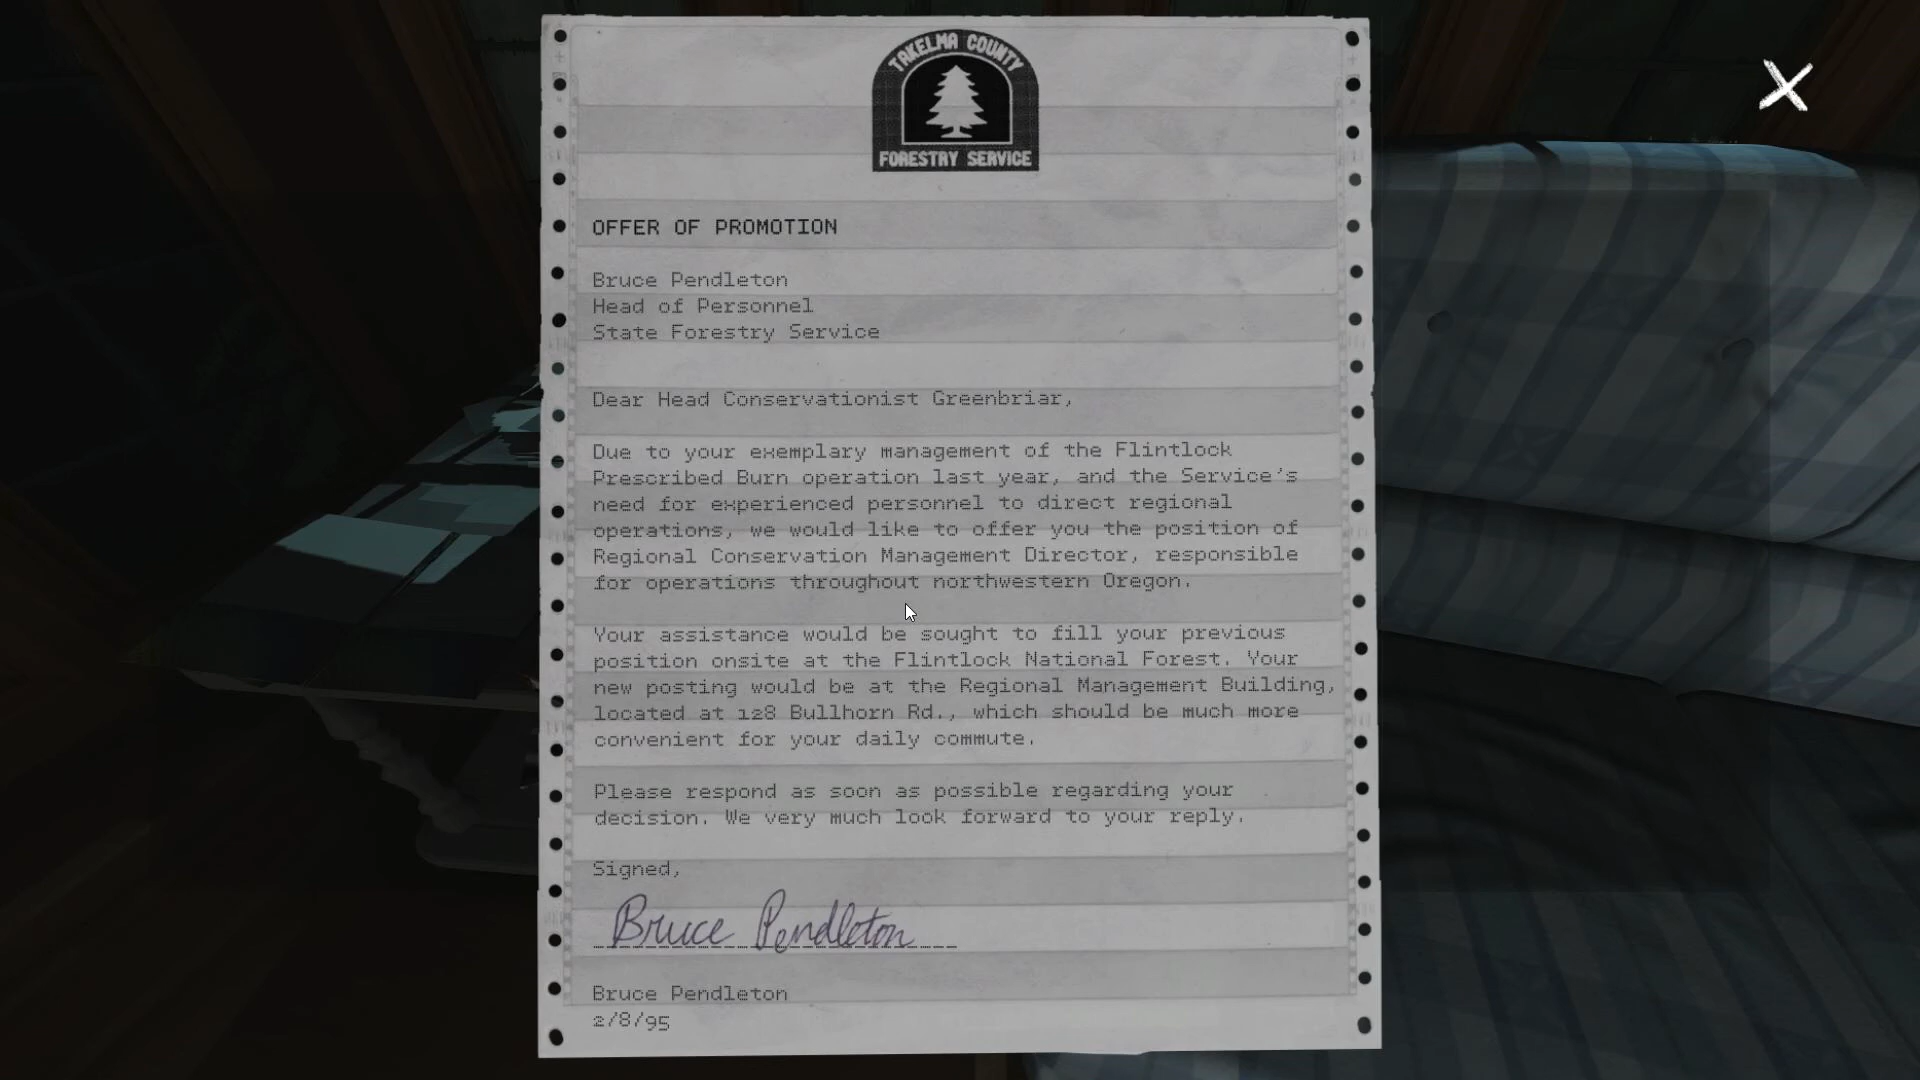 TAKELMA COUNTY
FORESTRY SERVICE
OFFER OF PROMOTION
Bruce Pendleton
Head of Personnel
State Forestry Service
Dear Head Conservationist Greenbriar,
Due to your exemplary management of the Flintlock
Prescribed Burn operation last year, and the Service's
need for experienced personnel to direct regional
operations, we would like to offer you the position of
Regional Conservation Management Director, responsible
for operations throughout northwestern Oregon.
Your assistance would be sought to fill your previous
position onsite at the Flintlock National Forest. Your
new posting would be at the Regional Management Building,
located at 128 Bullhorn Rd., which should be much more
convenient for your daily commute.
Please respond as soon as possible regarding your
decision. We very much look forward to your reply.
Signed,
Bruce Pendleton
Bruce Pendleton
2/8/95